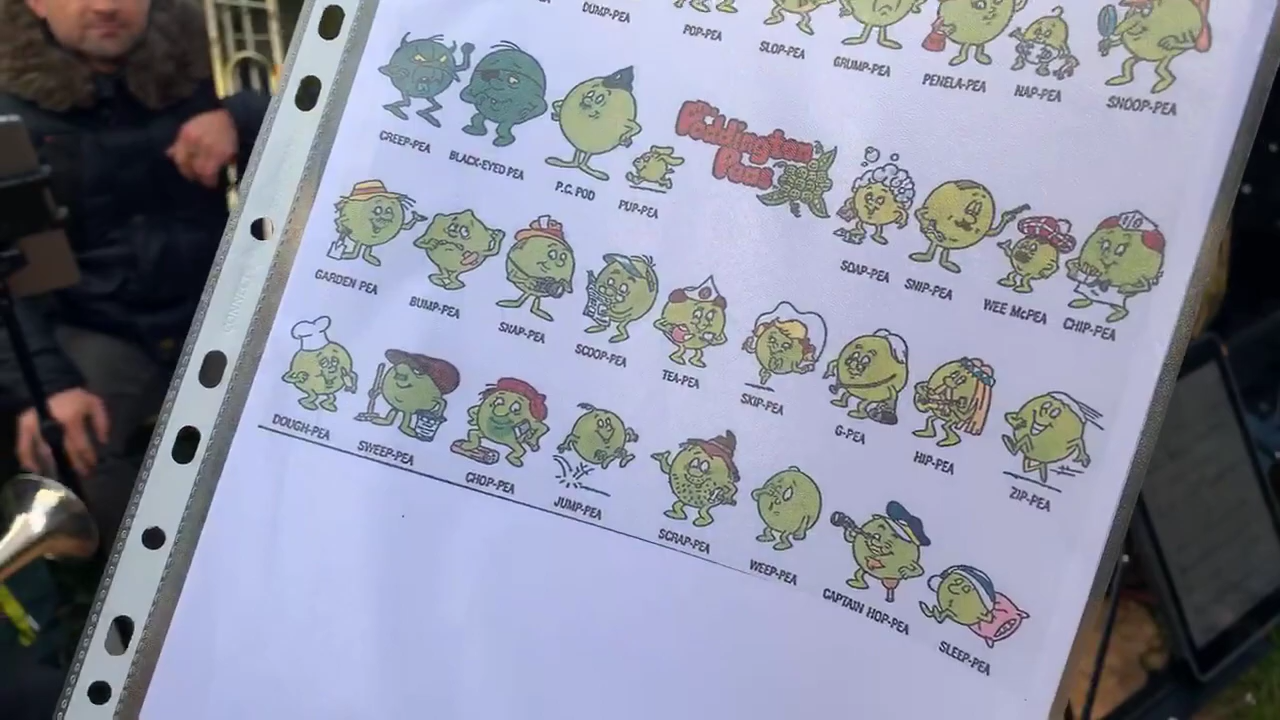 DUMP-PEA
POP-PEA
SLOP-PEA
GRUMP-PEA
PENELA-PEA
NAP-PEA
SNOOP-PEA
CREEP-PEA
BLACK-EYED PEA
P.C. POD
PUP-PEA
The
Poddington
Peas
SOAP-PEA
SNIP-PEA
WEE McPEA
CHIP-PEA
GARDEN PEA
BUMP-PEA
SNAP-PEA
SCOOP-PEA
TEA-PEA
SKIP-PEA
G-PEA
HIP-PEA
ZIP-PEA
DOUGH-PEA
SWEEP-PEA
CHOP-PEA
JUMP-PEA
SCRAP-PEA
WEEP-PEA
CAPTAIN HOP-PEA
SLEEP-PEA